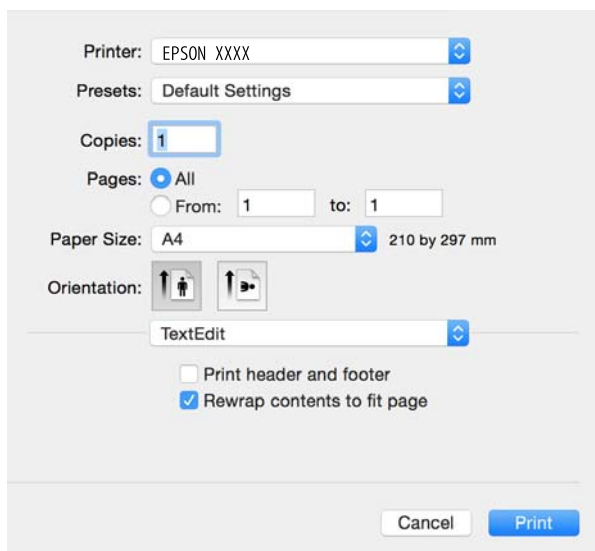 Printer: EPSON XXXX
Presets: Default Settings
Copies: 1
Pages: All
From: 1 to: 1
Paper Size: A4 210 by 297 mm
Orientation:
TextEdit
Print header and footer
Rewrap contents to fit page
Cancel Print